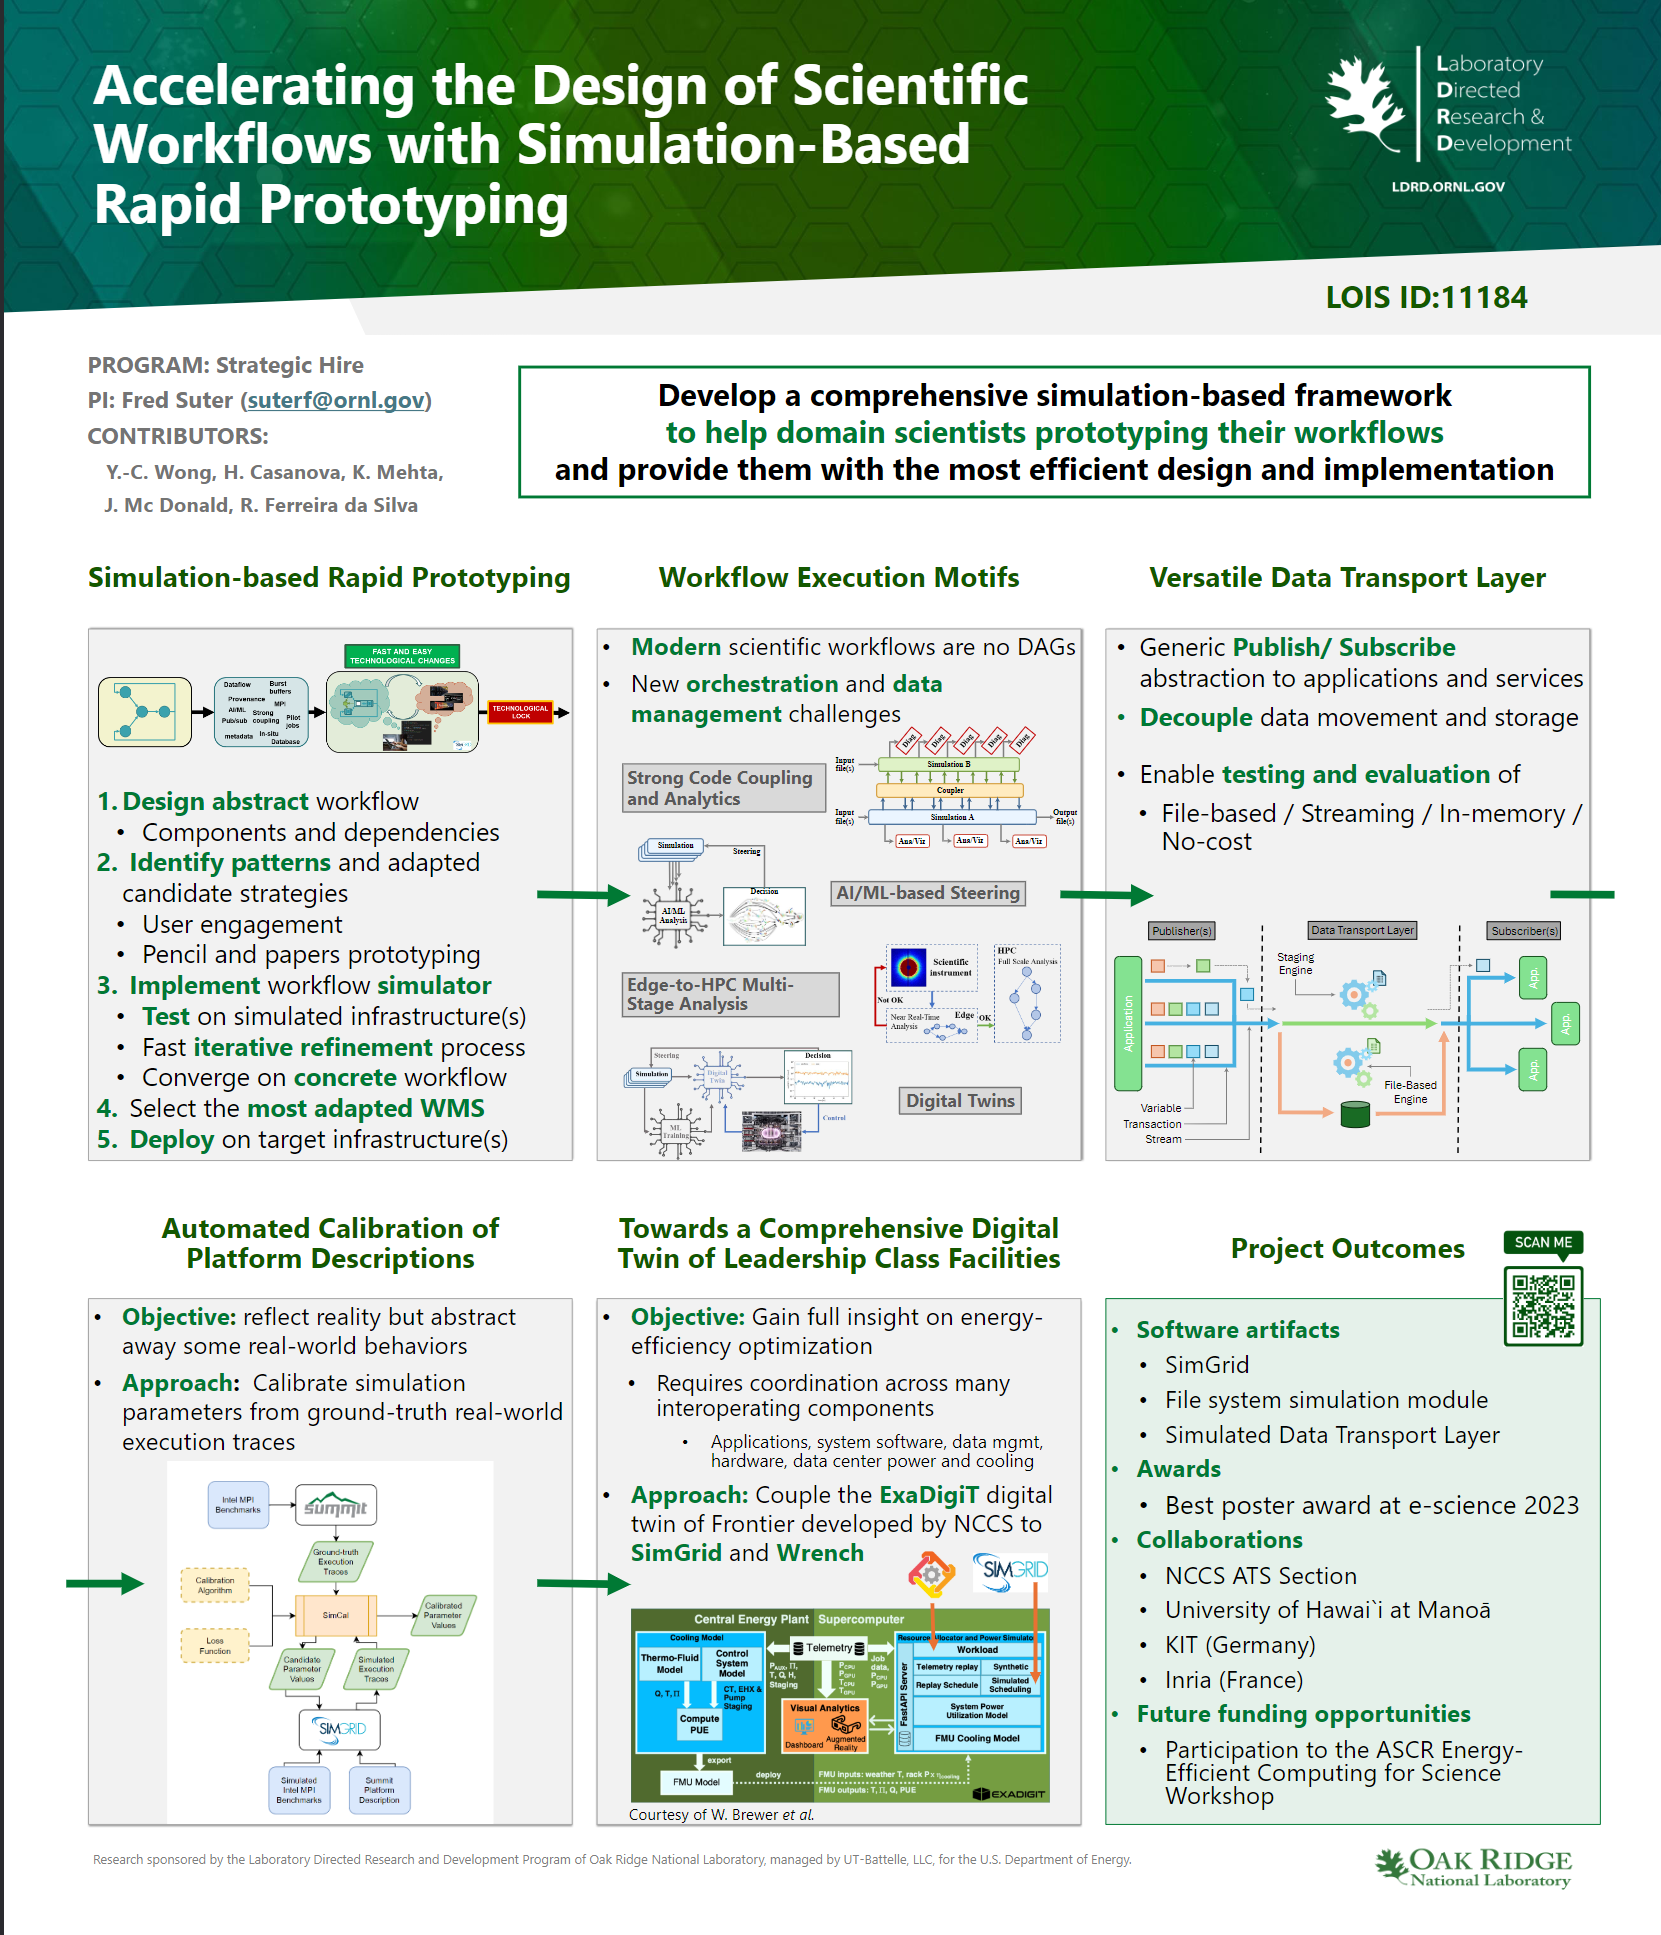 Accelerating the Design of Scientific
Workflows with Simulation-Based
Rapid Prototyping
Laboratory
Directed
Research &
Development
LDRD.ORNL.GOV
LOIS ID:11184
PROGRAM: Strategic Hire
PI: Fred Suter (suterf@ornl.gov)
CONTRIBUTORS:
Y.-C. Wong, H. Casanova, K. Mehta,
J. Mc Donald, R. Ferreira da Silva
Develop a comprehensive simulation-based framework
to help domain scientists prototyping their workflows
and provide them with the most efficient design and implementation
Simulation-based Rapid Prototyping
FAST AND EASY
TECHNOLOGICAL CHANGES
Dataflow
Burst
buffers
Provenance
MPI
AI/ML
Strong
coupling
Pub/sub
Pilot
jobs
metadata
In-situ
Database
TECHNOLOGICAL
LOCK
1. Design abstract workflow
• Components and dependencies
2. Identify patterns and adapted
candidate strategies
• User engagement
• Pencil and papers prototyping
3. Implement workflow simulator
• Test on simulated infrastructure(s)
• Fast iterative refinement process
• Converge on concrete workflow
4. Select the most adapted WMS
5. Deploy on target infrastructure(s)
Workflow Execution Motifs
• Modern scientific workflows are no DAGs
• New orchestration and data
management challenges
Strong Code Coupling
and Analytics
Diag Diag Diag Diag Diag
Input
file(s)
Simulation B
Coupler
Input
file(s)
Simulation A
Output
file(s)
Ana/Viz Ana/Viz Ana/Viz
Simulation
Steering
Decision
AI/ML
Analysis
AI/ML-based Steering
Edge-to-HPC Multi-
Stage Analysis
Scientific
instrument
HPC
Full Scale Analysis
Not OK
Near Real-Time
Analysis
Edge
OK
Steering
Decision
Simulation
Digital
Twin
ML
Training
Control
Digital Twins
Versatile Data Transport Layer
• Generic Publish/ Subscribe
abstraction to applications and services
• Decouple data movement and storage
• Enable testing and evaluation of
• File-based / Streaming / In-memory /
No-cost
Publisher(s)
Data Transport Layer
Subscriber(s)
Staging
Engine
Application
App.
App.
App.
File-Based
Engine
Variable
Transaction
Stream
Automated Calibration of
Platform Descriptions
• Objective: reflect reality but abstract
away some real-world behaviors
• Approach: Calibrate simulation
parameters from ground-truth real-world
execution traces
Intel MPI
Benchmarks
summit
Ground-truth
Execution
Traces
Calibration
Algorithm
SimCal
Calibrated
Parameter
Values
Loss
Function
Candidate
Parameter
Values
Simulated
Execution
Traces
SIMGRID
Simulated
Intel MPI
Benchmarks
Summit
Platform
Description
Towards a Comprehensive Digital
Twin of Leadership Class Facilities
• Objective: Gain full insight on energy-
efficiency optimization
• Requires coordination across many
interoperating components
• Applications, system software, data mgmt,
hardware, data center power and cooling
• Approach: Couple the ExaDigiT digital
twin of Frontier developed by NCCS to
SimGrid and Wrench
SIMGRID
Central Energy Plant
Supercomputer
Cooling Model
Thermo-Fluid
Model
Control
System
Model
Telemetry
Workload
Telemetry replay
Synthetic
Replay Schedule
Simulated
Scheduling
System Power
Utilization Model
FMU Cooling Model
FastAPI Server
Job
data,
Staging
Q, T, Π
CT, EHX &
Pump
Staging
Compute
PUE
Visual Analytics
Dashboard
Augmented
Reality
export
FMU Model
deploy
FMU outputs: T, Π, Q, PUE
EXADIGIT
Courtesy of W. Brewer et al.
Project Outcomes
SCAN ME
• Software artifacts
• SimGrid
• File system simulation module
• Simulated Data Transport Layer
• Awards
• Best poster award at e-science 2023
• Collaborations
• NCCS ATS Section
• University of Hawai`i at Manoā
• KIT (Germany)
• Inria (France)
• Future funding opportunities
• Participation to the ASCR Energy-
Efficient Computing for Science
Workshop
Research sponsored by the Laboratory Directed Research and Development Program of Oak Ridge National Laboratory, managed by UT-Battelle, LLC, for the U.S. Department of Energy.
OAK RIDGE
National Laboratory